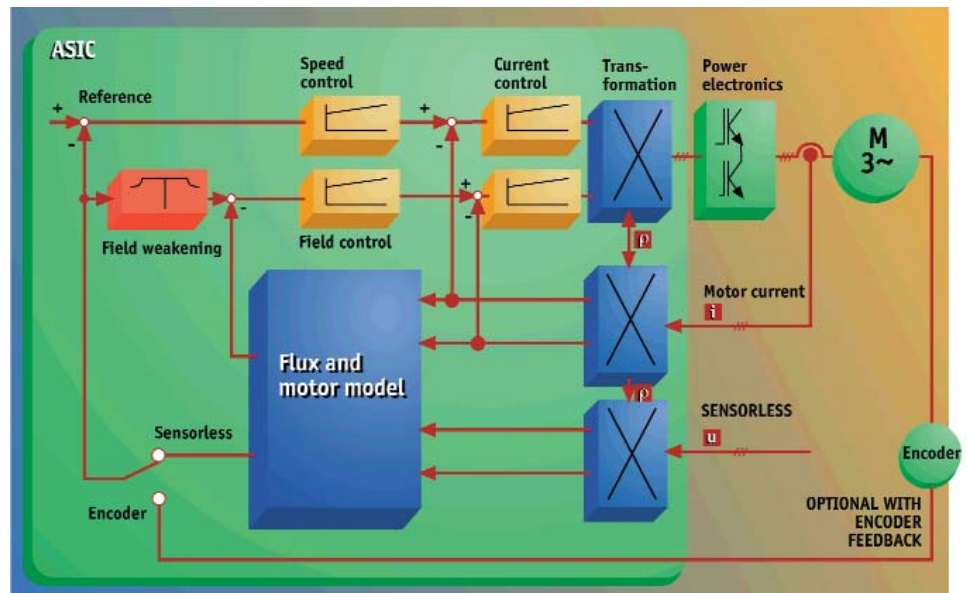 ASIC
Reference
+
-
Speed
control
Current
control
Trans-
formation
Power
electronics
+
-
M
3~
Field weakening
-
Field control
+
-
ρ
Motor current
i
Flux and
motor model
ρ
SENSORLESS
u
Sensorless
Encoder
Encoder
OPTIONAL WITH
ENCODER
FEEDBACK